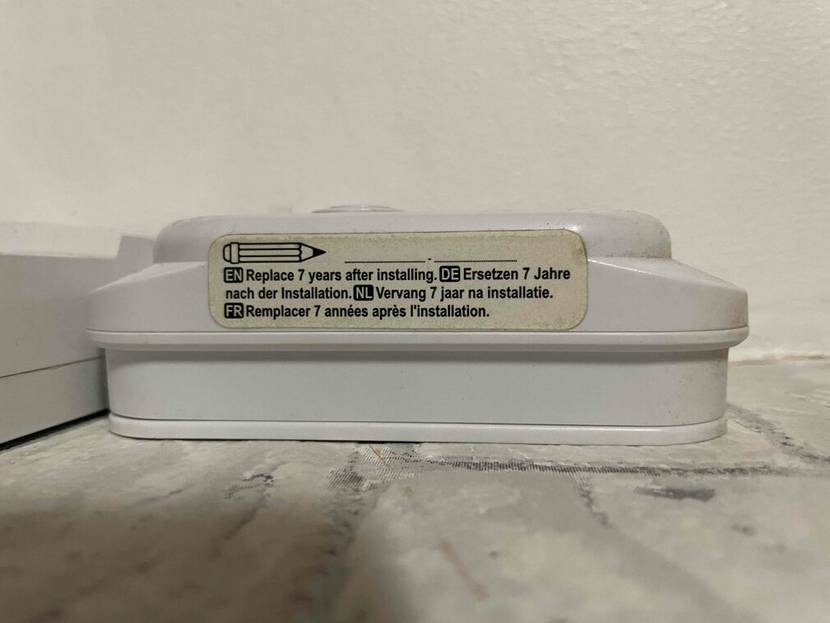 EN Replace 7 years after installing. DE Ersetzen 7 Jahre
nach der Installation. NL Vervang 7 jaar na installatie.
FR Remplacer 7 années après l'installation.